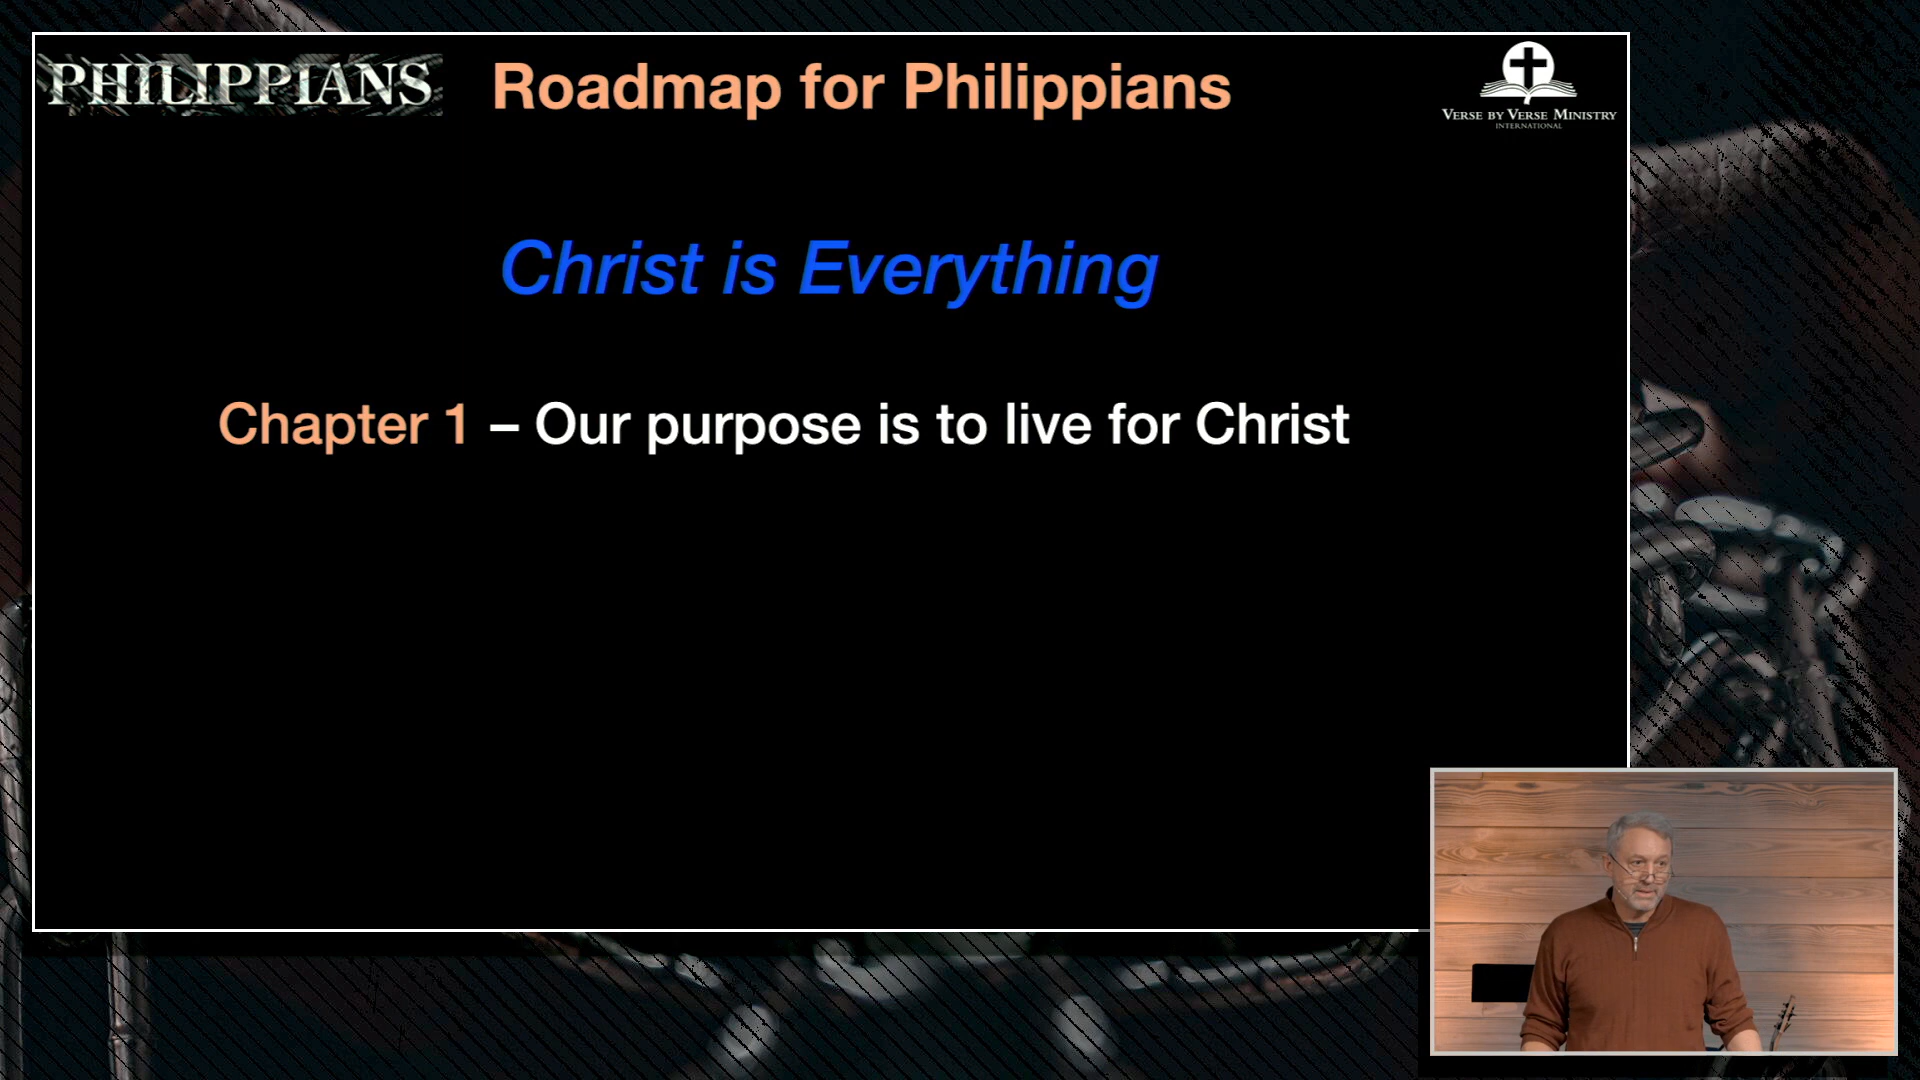 PHILIPPIANS
Roadmap for Philippians
VERSE BY VERSE MINISTRY
INTERNATIONAL
Christ is Everything
Chapter 1 – Our purpose is to live for Christ